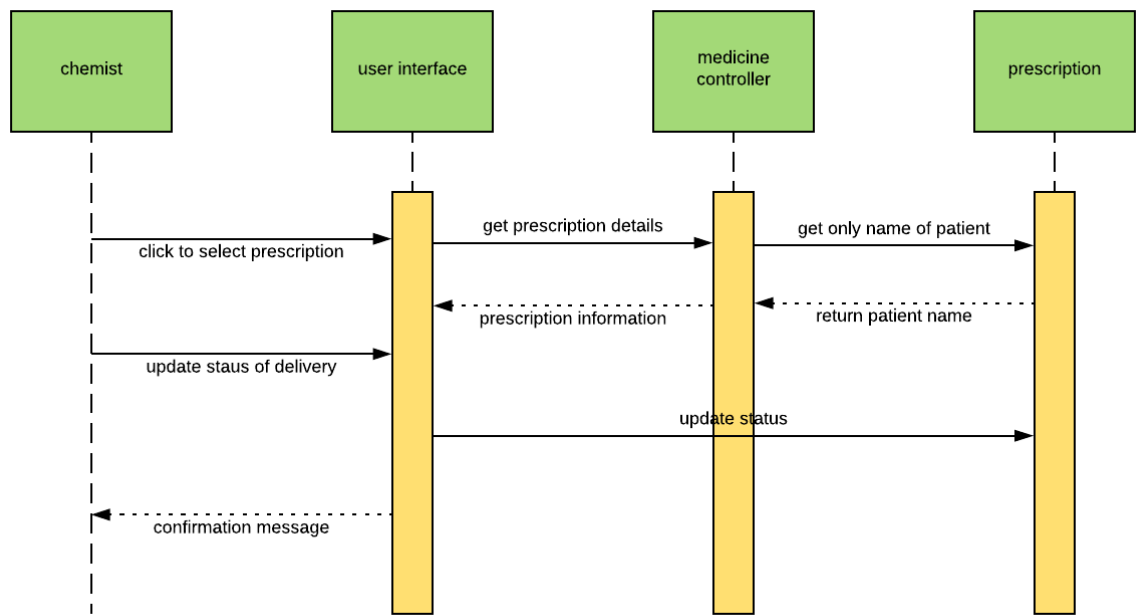 chemist
user interface
medicine
controller
prescription
get prescription details
get only name of patient
click to select prescription
prescription information
return patient name
update staus of delivery
update status
confirmation message